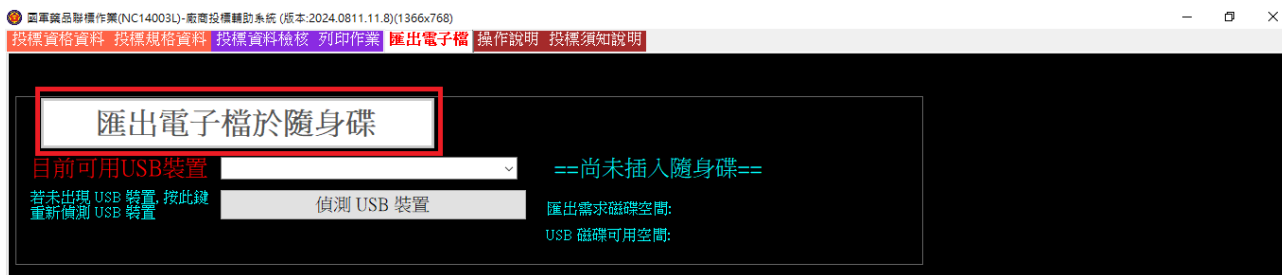 國軍藥品聯標作業(NC14003L)-廠商投標輔助系統 (版本:2024.0811.11.8)(1366x768)
投標資格資料 投標規格資料 投標資料檢核 列印作業 匯出電子檔 操作說明 投標須知說明
匯出電子檔於隨身碟
目前可用USB裝置
==尚未插入隨身碟==
若未出現 USB 裝置, 按此鍵
重新偵測 USB 裝置
偵測 USB 裝置
匯出需求磁碟空間:
USB 磁碟可用空間: